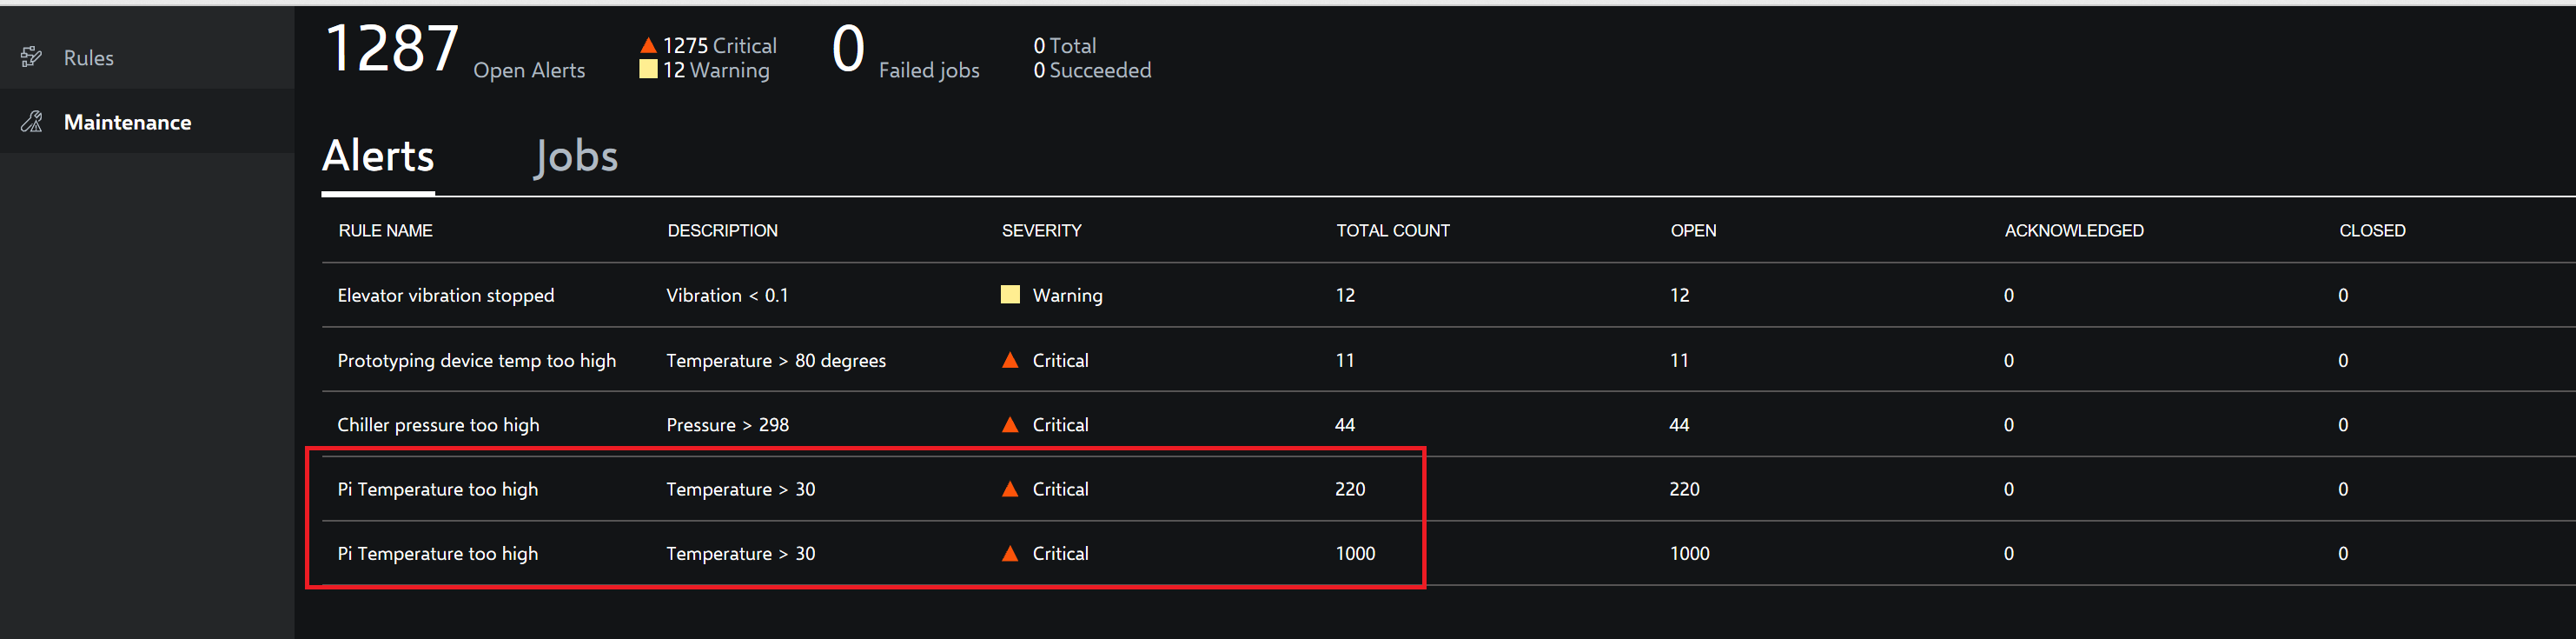 Rules
Maintenance
1287 Open Alerts
1275 Critical
12 Warning
0 Failed jobs
0 Total
0 Succeeded
Alerts Jobs
RULE NAME DESCRIPTION SEVERITY TOTAL COUNT OPEN ACKNOWLEDGED CLOSED
Elevator vibration stopped Vibration < 0.1 Warning 12 12 0 0
Prototyping device temp too high Temperature > 80 degrees Critical 11 11 0 0
Chiller pressure too high Pressure > 298 Critical 44 44 0 0
Pi Temperature too high Temperature > 30 Critical 220 220 0 0
Pi Temperature too high Temperature > 30 Critical 1000 1000 0 0